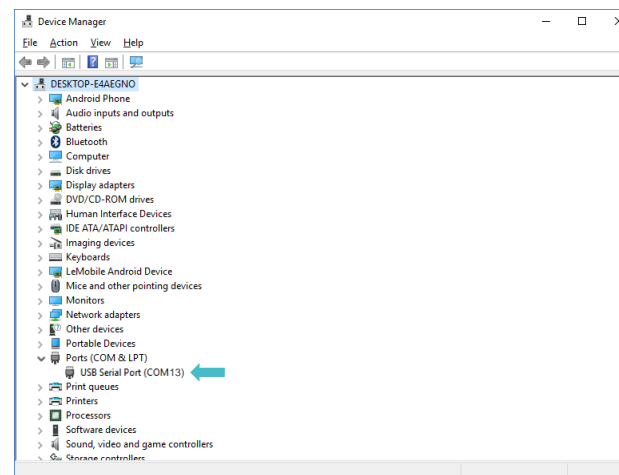 Device Manager
File Action View Help
DESKTOP-E4AEGNO
Android Phone
Audio inputs and outputs
Batteries
Bluetooth
Computer
Disk drives
Display adapters
DVD/CD-ROM drives
Human Interface Devices
IDE ATA/ATAPI controllers
Imaging devices
Keyboards
LeMobile Android Device
Mice and other pointing devices
Monitors
Network adapters
Other devices
Portable Devices
Ports (COM & LPT)
USB Serial Port (COM13)
Print queues
Printers
Processors
Software devices
Sound, video and game controllers
Storage controllers